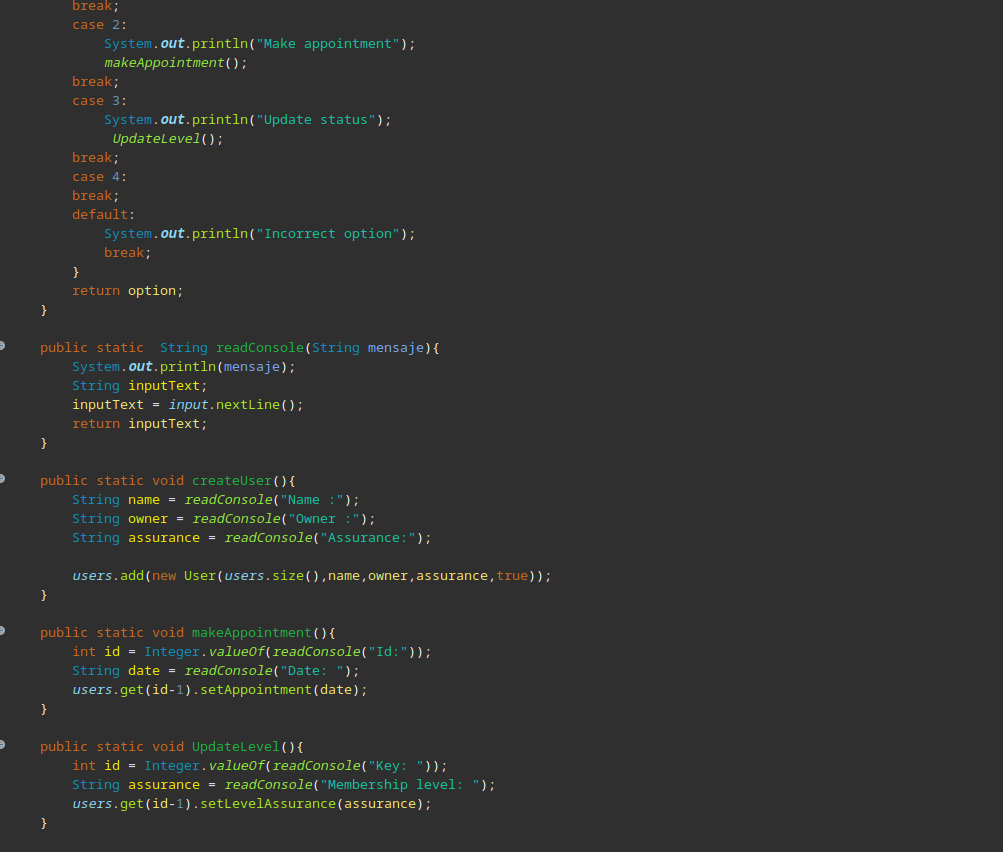 break;
case 2:
System.out.println("Make appointment");
makeAppointment();
break;
case 3:
System.out.println("Update status");
UpdateLevel();
break;
case 4:
break;
default:
System.out.println("Incorrect option");
break;
}
return option;
}
public static  String readConsole(String mensaje){
System.out.println(mensaje);
String inputText;
inputText = input.nextLine();
return inputText;
}
public static void createUser(){
String name = readConsole("Name :");
String owner = readConsole("Owner :");
String assurance = readConsole("Assurance:");
users.add(new User(users.size(),name,owner,assurance,true));
}
public static void makeAppointment(){
int id = Integer.valueOf(readConsole("Id:"));
String date = readConsole("Date: ");
users.get(id-1).setAppointment(date);
}
public static void UpdateLevel(){
int id = Integer.valueOf(readConsole("Key: "));
String assurance = readConsole("Membership level: ");
users.get(id-1).setLevelAssurance(assurance);
}